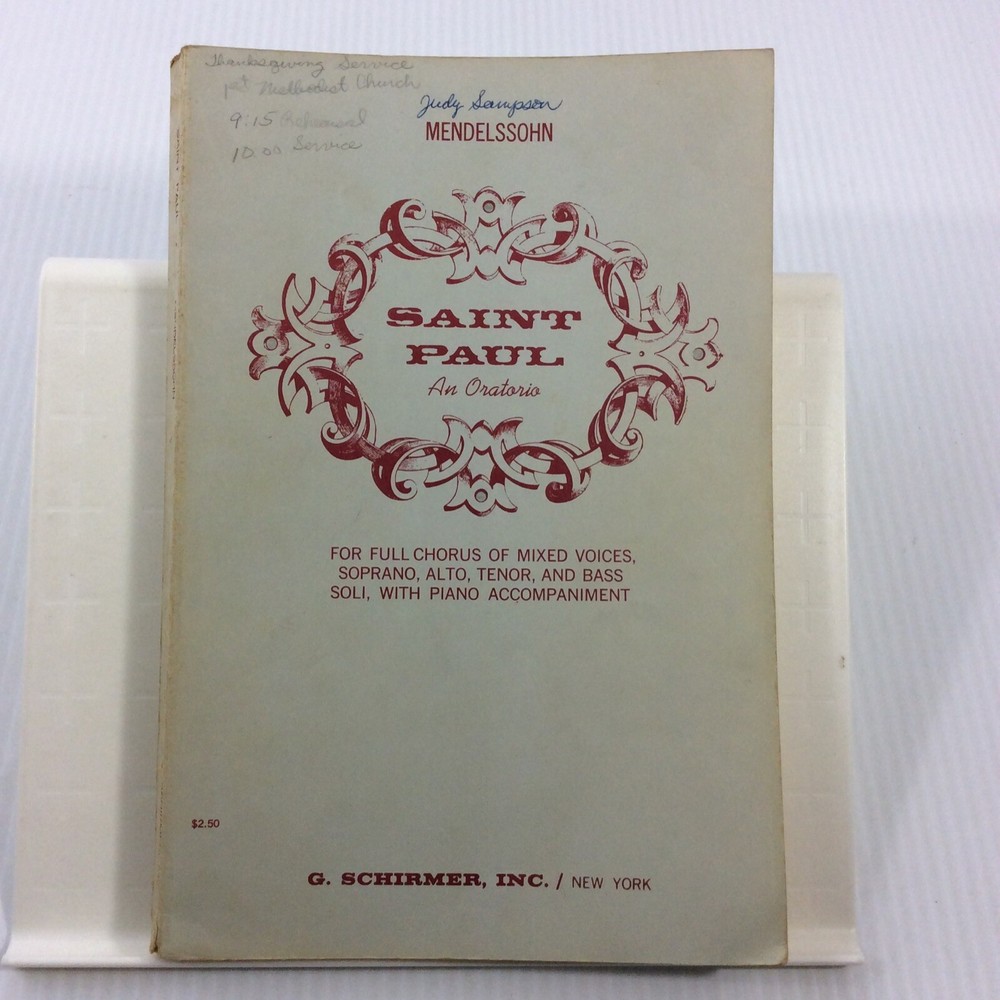 Thanksgiving Service
1st Methodist Church
9:15 Rehearsal
10:00 Service
Judy Sampson
MENDELSSOHN
SAINT
PAUL
An Oratorio
FOR FULL CHORUS OF MIXED VOICES,
SOPRANO, ALTO, TENOR, AND BASS
SOLI, WITH PIANO ACCOMPANIMENT
$2.50
G. SCHIRMER, INC. / NEW YORK